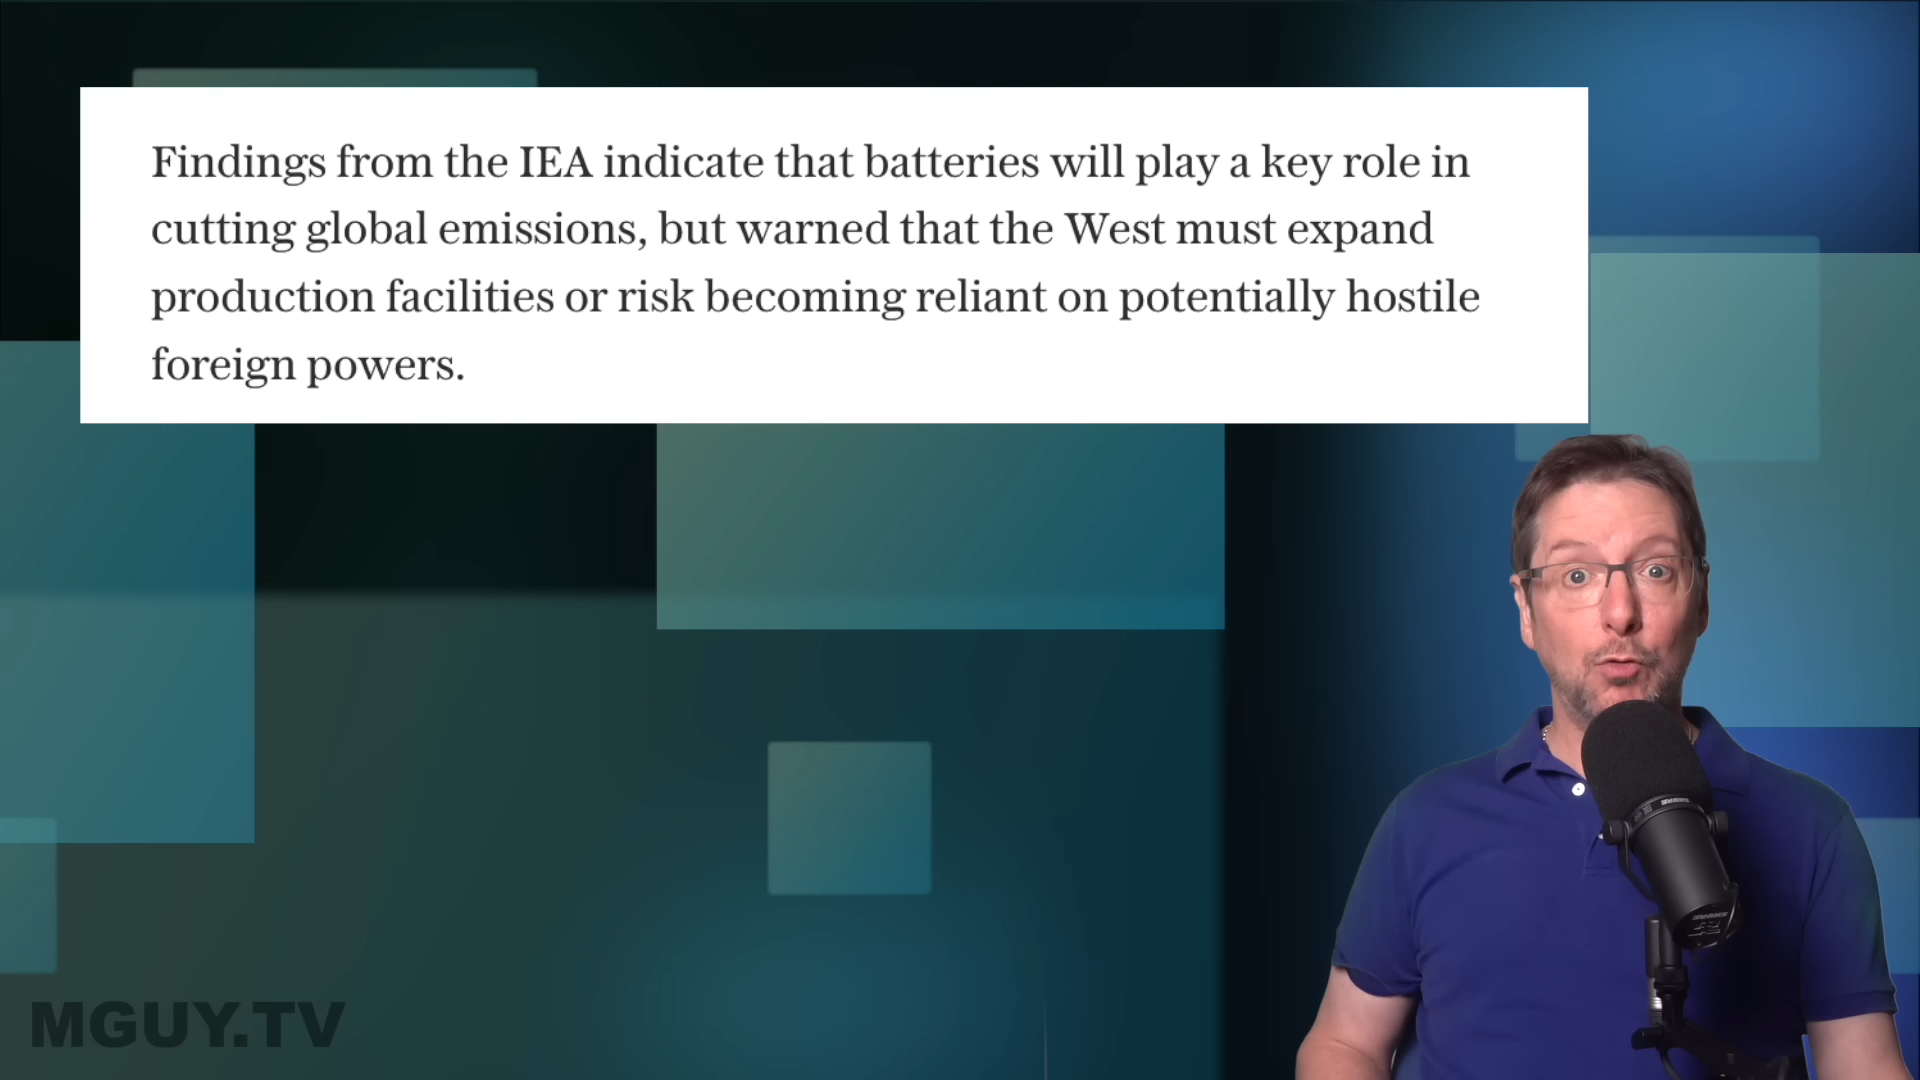 Findings from the IEA indicate that batteries will play a key role in
cutting global emissions, but warned that the West must expand
production facilities or risk becoming reliant on potentially hostile
foreign powers.
MGUY.TV